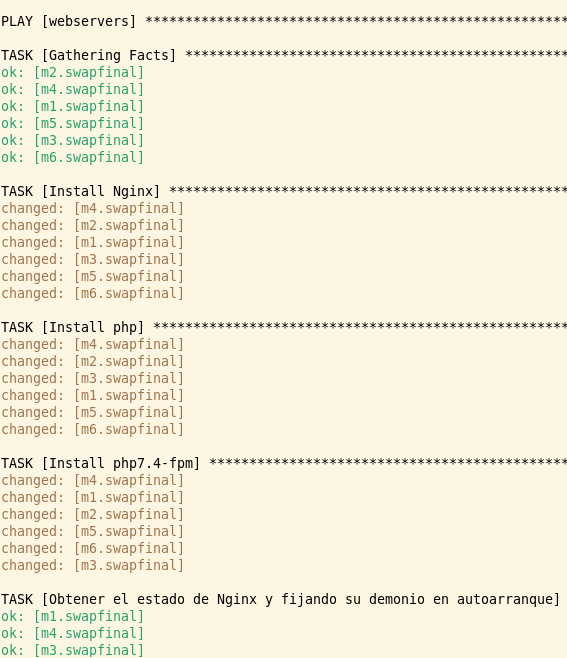 PLAY [webservers] *****************************************************
TASK [Gathering Facts] ************************************************
ok: [m2.swapfinal]
ok: [m4.swapfinal]
ok: [m1.swapfinal]
ok: [m5.swapfinal]
ok: [m3.swapfinal]
ok: [m6.swapfinal]
TASK [Install Nginx] **************************************************
changed: [m4.swapfinal]
changed: [m2.swapfinal]
changed: [m1.swapfinal]
changed: [m3.swapfinal]
changed: [m5.swapfinal]
changed: [m6.swapfinal]
TASK [Install php] ****************************************************
changed: [m4.swapfinal]
changed: [m2.swapfinal]
changed: [m3.swapfinal]
changed: [m1.swapfinal]
changed: [m5.swapfinal]
changed: [m6.swapfinal]
TASK [Install php7.4-fpm] *********************************************
changed: [m4.swapfinal]
changed: [m1.swapfinal]
changed: [m2.swapfinal]
changed: [m5.swapfinal]
changed: [m6.swapfinal]
changed: [m3.swapfinal]
TASK [Obtener el estado de Nginx y fijando su demonio en autoarranque]
ok: [m1.swapfinal]
ok: [m4.swapfinal]
ok: [m3.swapfinal]